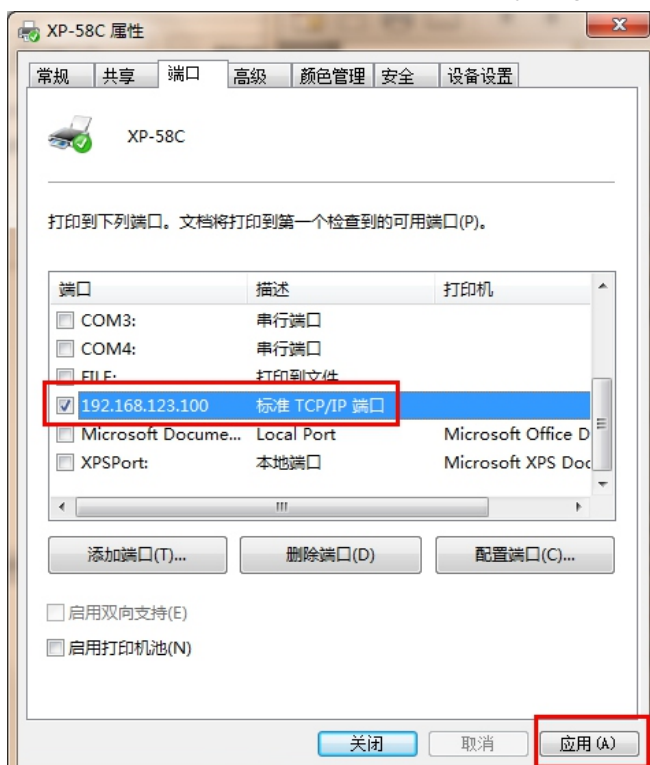 XP-58C 属性
常规 共享 端口 高级 颜色管理 安全 设备设置
XP-58C
打印到下列端口。文档将打印到第一个检查到的可用端口(P)。
端口 描述 打印机
COM3: 串行端口
COM4: 串行端口
FILE: 打印到文件
192.168.123.100 标准 TCP/IP 端口
Microsoft Docume... Local Port Microsoft Office D
XPSPort: 本地端口 Microsoft XPS Doc
添加端口(T)... 删除端口(D) 配置端口(C)...
启用双向支持(E)
启用打印机池(N)
关闭 取消 应用(A)